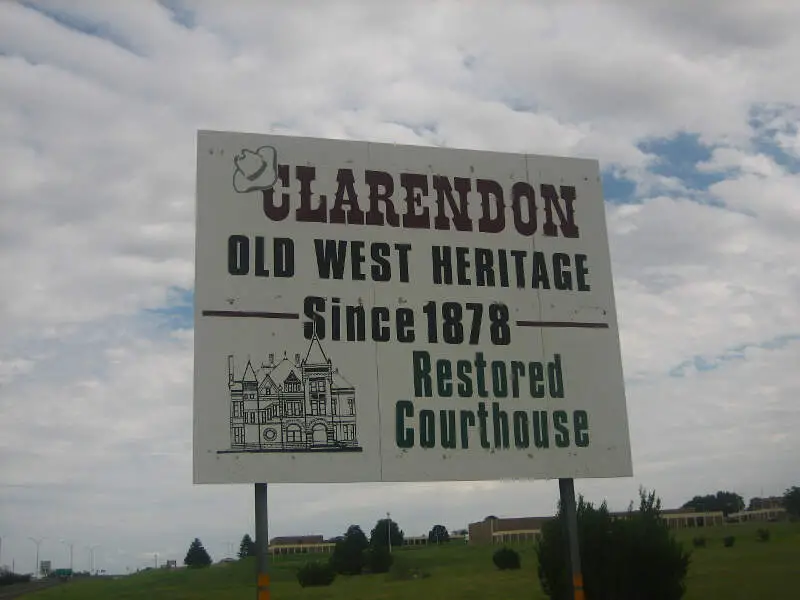 CLARENDON
OLD WEST HERITAGE
Since 1878
Restored
Courthouse